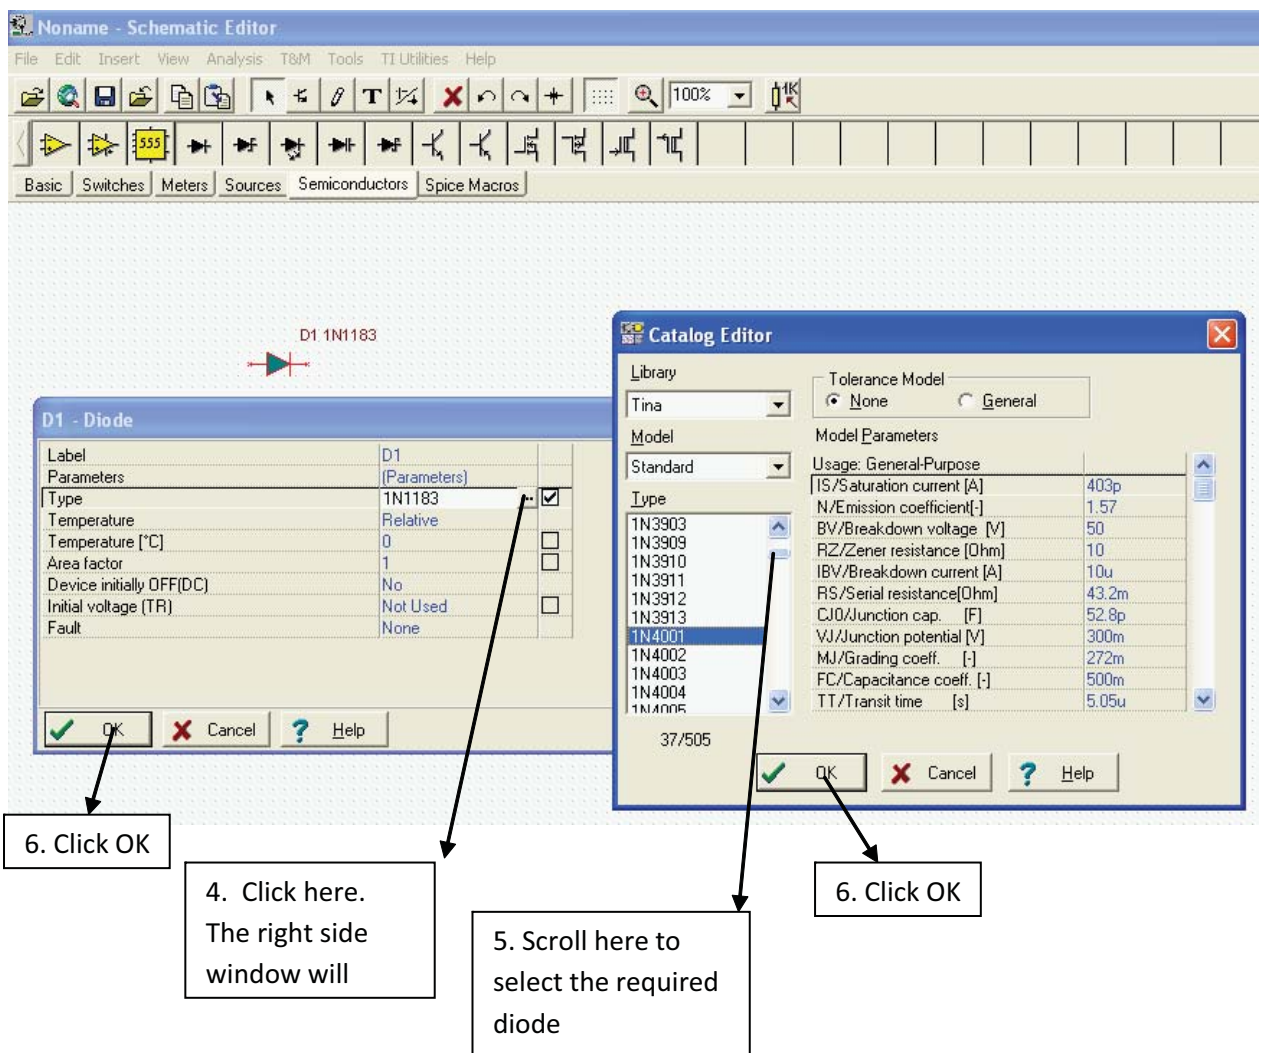 Noname - Schematic Editor
File Edit Insert View Analysis T&M Tools TI Utilities Help
T 100% 1K
555
Basic Switches Meters Sources Semiconductors Spice Macros
D1 1N1183
D1 - Diode
Label D1
Parameters (Parameters)
Type 1N1183 ...
Temperature Relative
Temperature [°C] 0
Area factor 1
Device initially OFF(DC) No
Initial voltage (TR) Not Used
Fault None
OK Cancel ? Help
Catalog Editor
Library
Tina
Model
Standard
Type
1N3903
1N3909
1N3910
1N3911
1N3912
1N3913
1N4001
1N4002
1N4003
1N4004
1N4005
37/505
Tolerance Model
None General
Model Parameters
Usage: General-Purpose
IS/Saturation current [A] 403p
N/Emission coefficient[-] 1.57
BV/Breakdown voltage [V] 50
RZ/Zener resistance [Ohm] 10
IBV/Breakdown current [A] 10u
RS/Serial resistance[Ohm] 43.2m
CJ0/Junction cap. [F] 52.8p
VJ/Junction potential [V] 300m
MJ/Grading coeff. [-] 272m
FC/Capacitance coeff. [-] 500m
TT/Transit time [s] 5.05u
OK Cancel ? Help
6. Click OK
4. Click here.
The right side
window will
5. Scroll here to
select the required
diode
6. Click OK